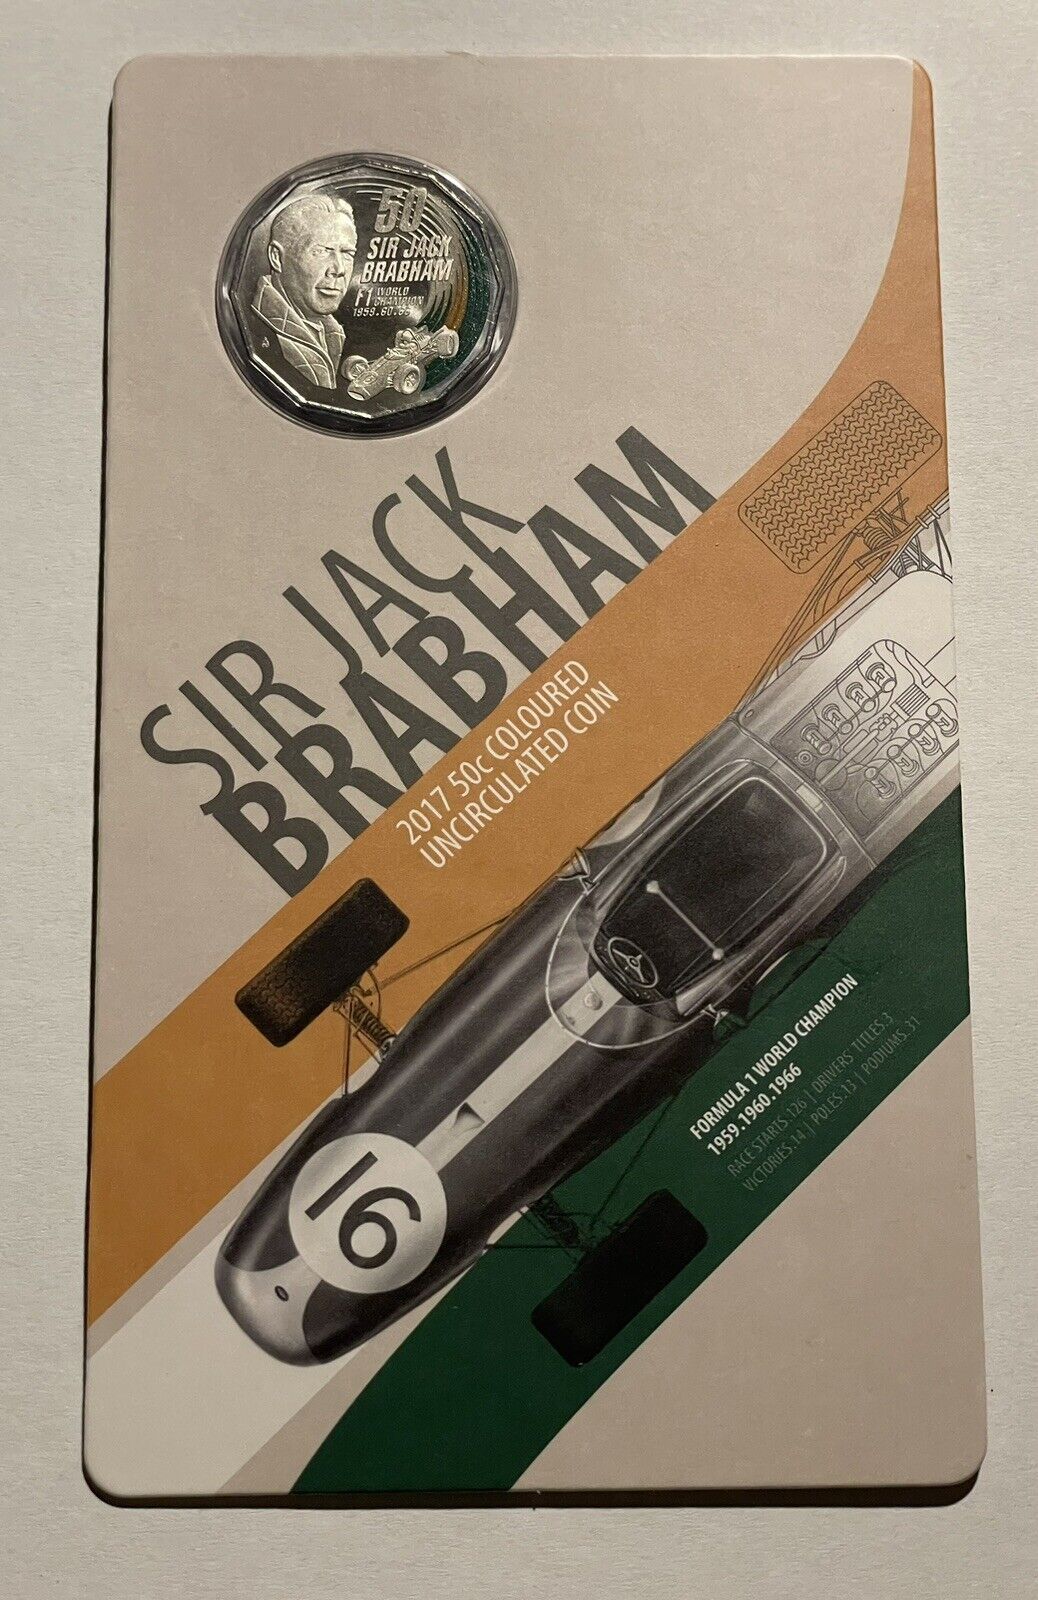 50
SIR JACK
BRABHAM
F1 WORLD
CHAMPION
1959.60.66
SIR JACK
BRABHAM
2017 50c COLOURED
UNCIRCULATED COIN
FORMULA 1 WORLD CHAMPION
1959.1960.1966
RACE STARTS.126 | DRIVERS TITLES.3
VICTORIES.14 | POLES.13 | PODIUMS.31
16